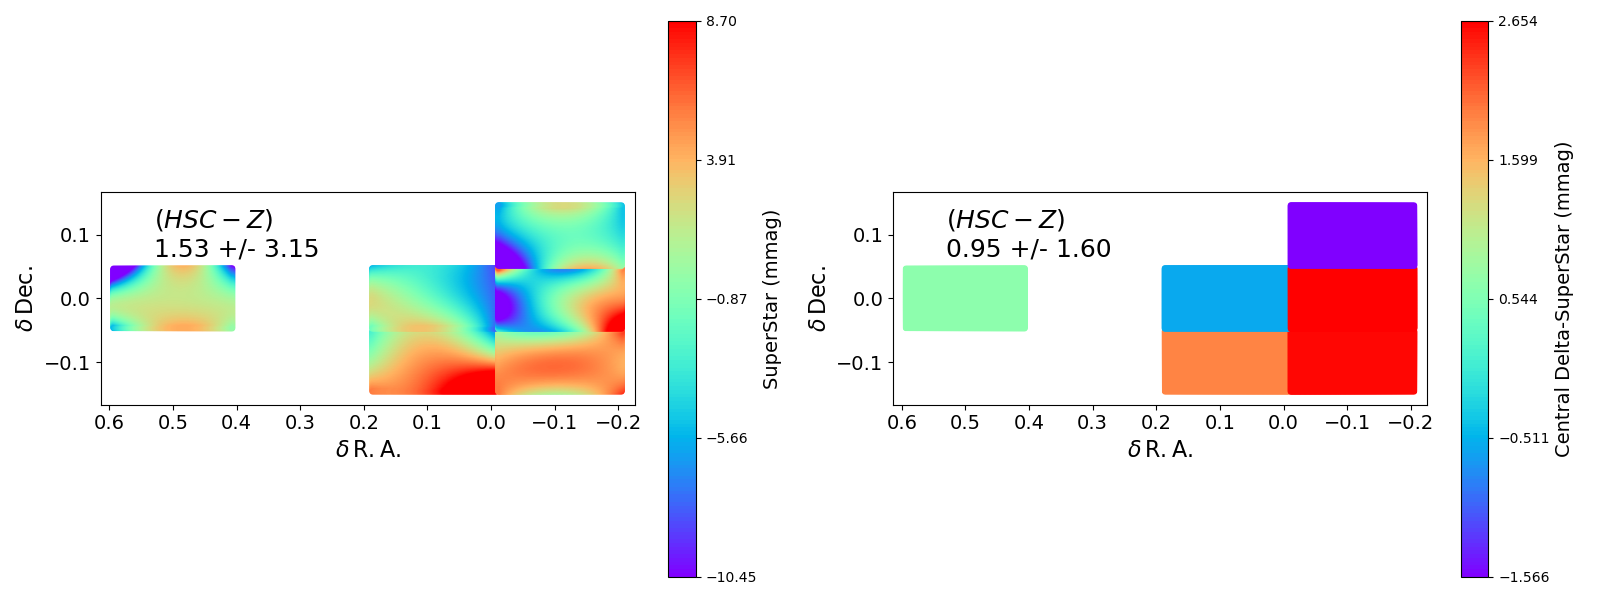 (HSC − Z)
1.53 +/- 3.15
0.1
0.0
−0.1
δ Dec.
0.6 0.5 0.4 0.3 0.2 0.1 0.0 −0.1 −0.2
δ R. A.
8.70
3.91
−0.87
−5.66
−10.45
SuperStar (mmag)
(HSC − Z)
0.95 +/- 1.60
0.1
0.0
−0.1
δ Dec.
0.6 0.5 0.4 0.3 0.2 0.1 0.0 −0.1 −0.2
δ R. A.
2.654
1.599
0.544
−0.511
−1.566
Central Delta-SuperStar (mmag)